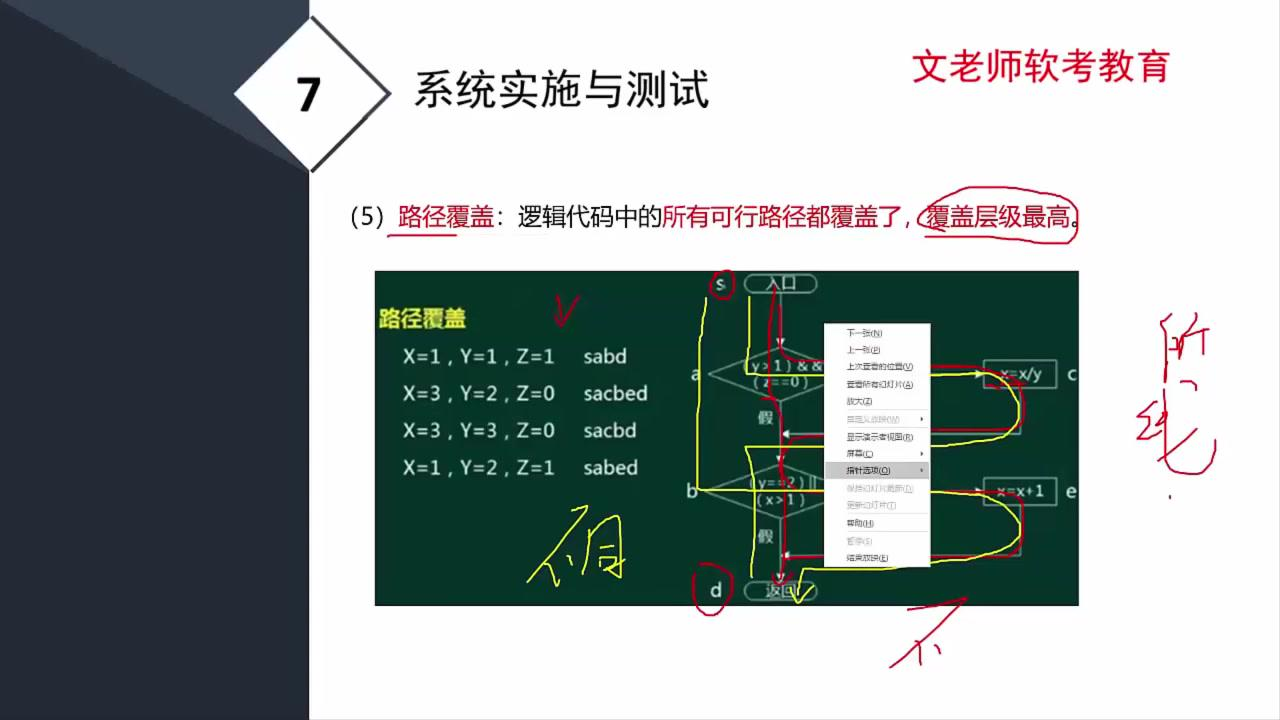 7
系统实施与测试
文老师软考教育
（5）路径覆盖：逻辑代码中的所有可行路径都覆盖了，覆盖层级最高。
路径覆盖
X=1，Y=1，Z=1 sabd
X=3，Y=2，Z=0 sacbed
X=3，Y=3，Z=0 sacbd
X=1，Y=2，Z=1 sabed
s 入口
a
(y>1) &&
(z==0)
x=x/y c
假
b
(y==2) ||
(x>1)
x=x+1 e
假
d 返回
下一张(N)
上一张(P)
上次查看的位置(V)
查看所有幻灯片(A)
放大(Z)
自定义放映(W)
显示演示者视图(R)
屏幕(C)
指针选项(O)
帮助(H)
暂停(S)
结束放映(E)
不